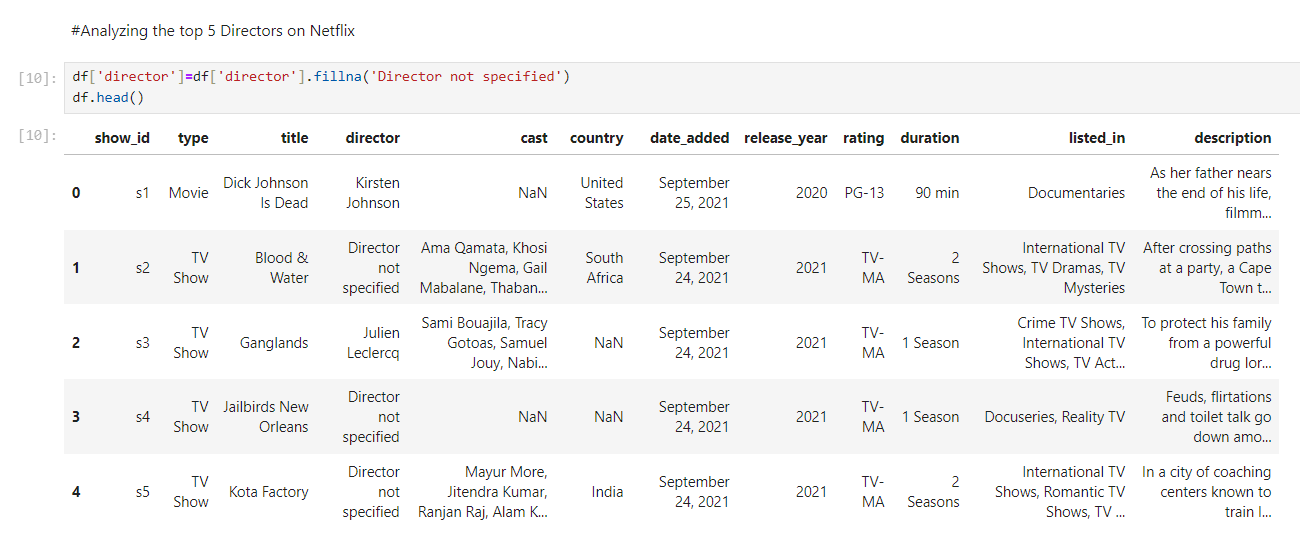 #Analyzing the top 5 Directors on Netflix
[10]: df['director']=df['director'].fillna('Director not specified')
df.head()
[10]: show_id type title director cast country date_added release_year rating duration listed_in description
0 s1 Movie Dick Johnson Is Dead Kirsten Johnson NaN United States September 25, 2021 2020 PG-13 90 min Documentaries As her father nears the end of his life, filmm...
1 s2 TV Show Blood & Water Director not specified Ama Qamata, Khosi Ngema, Gail Mabalane, Thaban... South Africa September 24, 2021 2021 TV-MA 2 Seasons International TV Shows, TV Dramas, TV Mysteries After crossing paths at a party, a Cape Town t...
2 s3 TV Show Ganglands Julien Leclercq Sami Bouajila, Tracy Gotoas, Samuel Jouy, Nabi... NaN September 24, 2021 2021 TV-MA 1 Season Crime TV Shows, International TV Shows, TV Act... To protect his family from a powerful drug lor...
3 s4 TV Show Jailbirds New Orleans Director not specified NaN NaN September 24, 2021 2021 TV-MA 1 Season Docuseries, Reality TV Feuds, flirtations and toilet talk go down amo...
4 s5 TV Show Kota Factory Director not specified Mayur More, Jitendra Kumar, Ranjan Raj, Alam K... India September 24, 2021 2021 TV-MA 2 Seasons International TV Shows, Romantic TV Shows, TV ... In a city of coaching centers known to train I...